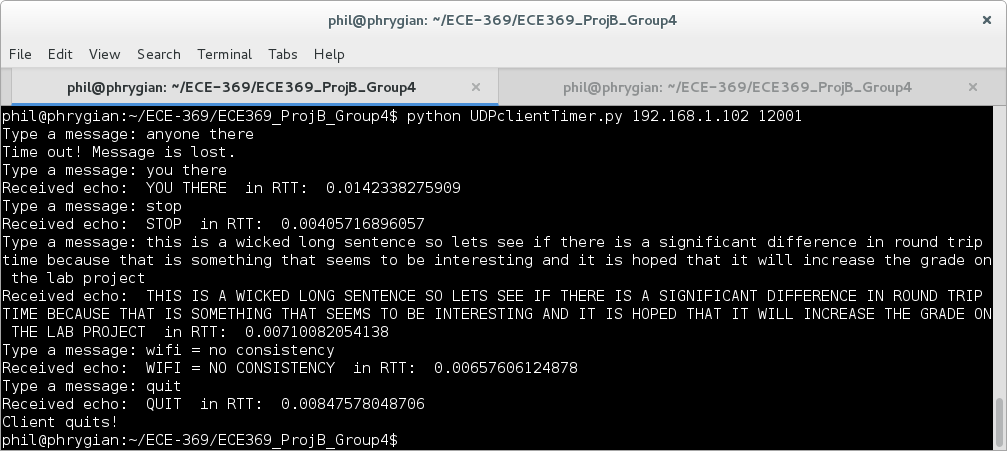 phil@phrygian: ~/ECE-369/ECE369_ProjB_Group4
×
File Edit View Search Terminal Tabs Help
phil@phrygian: ~/ECE-369/ECE369_ProjB_Group4 × phil@phrygian: ~/ECE-369/ECE369_ProjB_Group4 ×
phil@phrygian:~/ECE-369/ECE369_ProjB_Group4$ python UDPclientTimer.py 192.168.1.102 12001
Type a message: anyone there
Time out! Message is lost.
Type a message: you there
Received echo:  YOU THERE  in RTT:  0.0142338275909
Type a message: stop
Received echo:  STOP  in RTT:  0.00405716896057
Type a message: this is a wicked long sentence so lets see if there is a significant difference in round trip
time because that is something that seems to be interesting and it is hoped that it will increase the grade on
 the lab project
Received echo:  THIS IS A WICKED LONG SENTENCE SO LETS SEE IF THERE IS A SIGNIFICANT DIFFERENCE IN ROUND TRIP
TIME BECAUSE THAT IS SOMETHING THAT SEEMS TO BE INTERESTING AND IT IS HOPED THAT IT WILL INCREASE THE GRADE ON
 THE LAB PROJECT  in RTT:  0.00710082054138
Type a message: wifi = no consistency
Received echo:  WIFI = NO CONSISTENCY  in RTT:  0.00657606124878
Type a message: quit
Received echo:  QUIT  in RTT:  0.00847578048706
Client quits!
phil@phrygian:~/ECE-369/ECE369_ProjB_Group4$